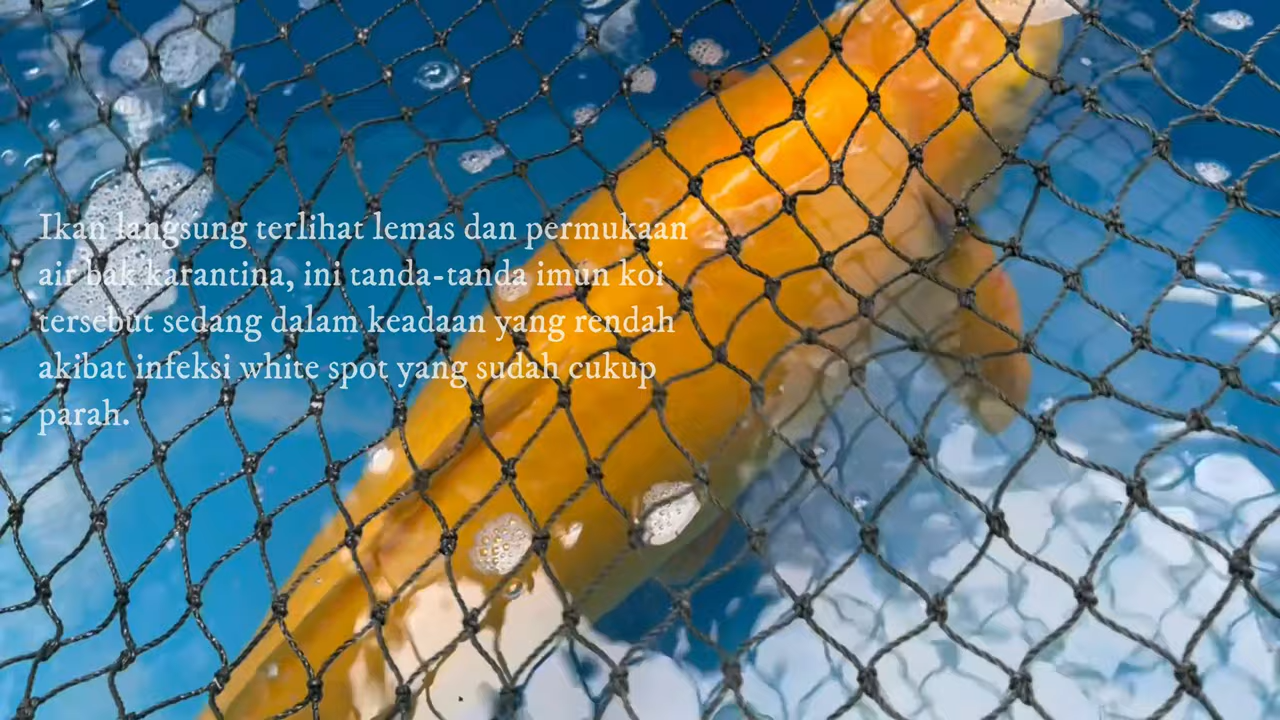 Ikan langsung terlihat lemas dan permukaan
air bak karantina, ini tanda-tanda imun koi
tersebut sedang dalam keadaan yang rendah
akibat infeksi white spot yang sudah cukup
parah.